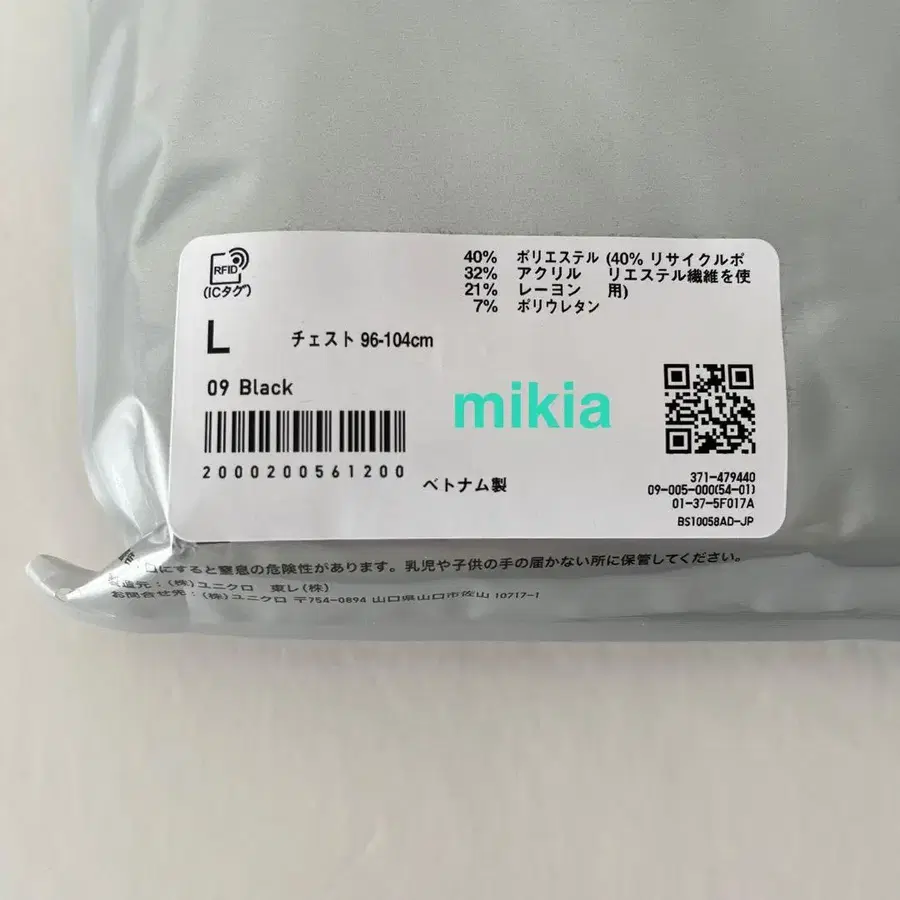 RFID
(ICタグ)
40% ポリエステル (40% リサイクルポ
32% アクリル リエステル繊維を使
21% レーヨン 用)
7% ポリウレタン
L チェスト 96-104cm
09 Black
mikia
2000200561200
ベトナム製
371-479440
09-005-000(54-01)
01-37-5F017A
BS10058AD-JP
にすると窒息の危険性があります。乳児や子供の手の届かない所に保管してください。
製造元:(株)ユニクロ 東レ(株)
お問合せ先:(株)ユニクロ 〒754-0894 山口県山口市佐山 10717-1